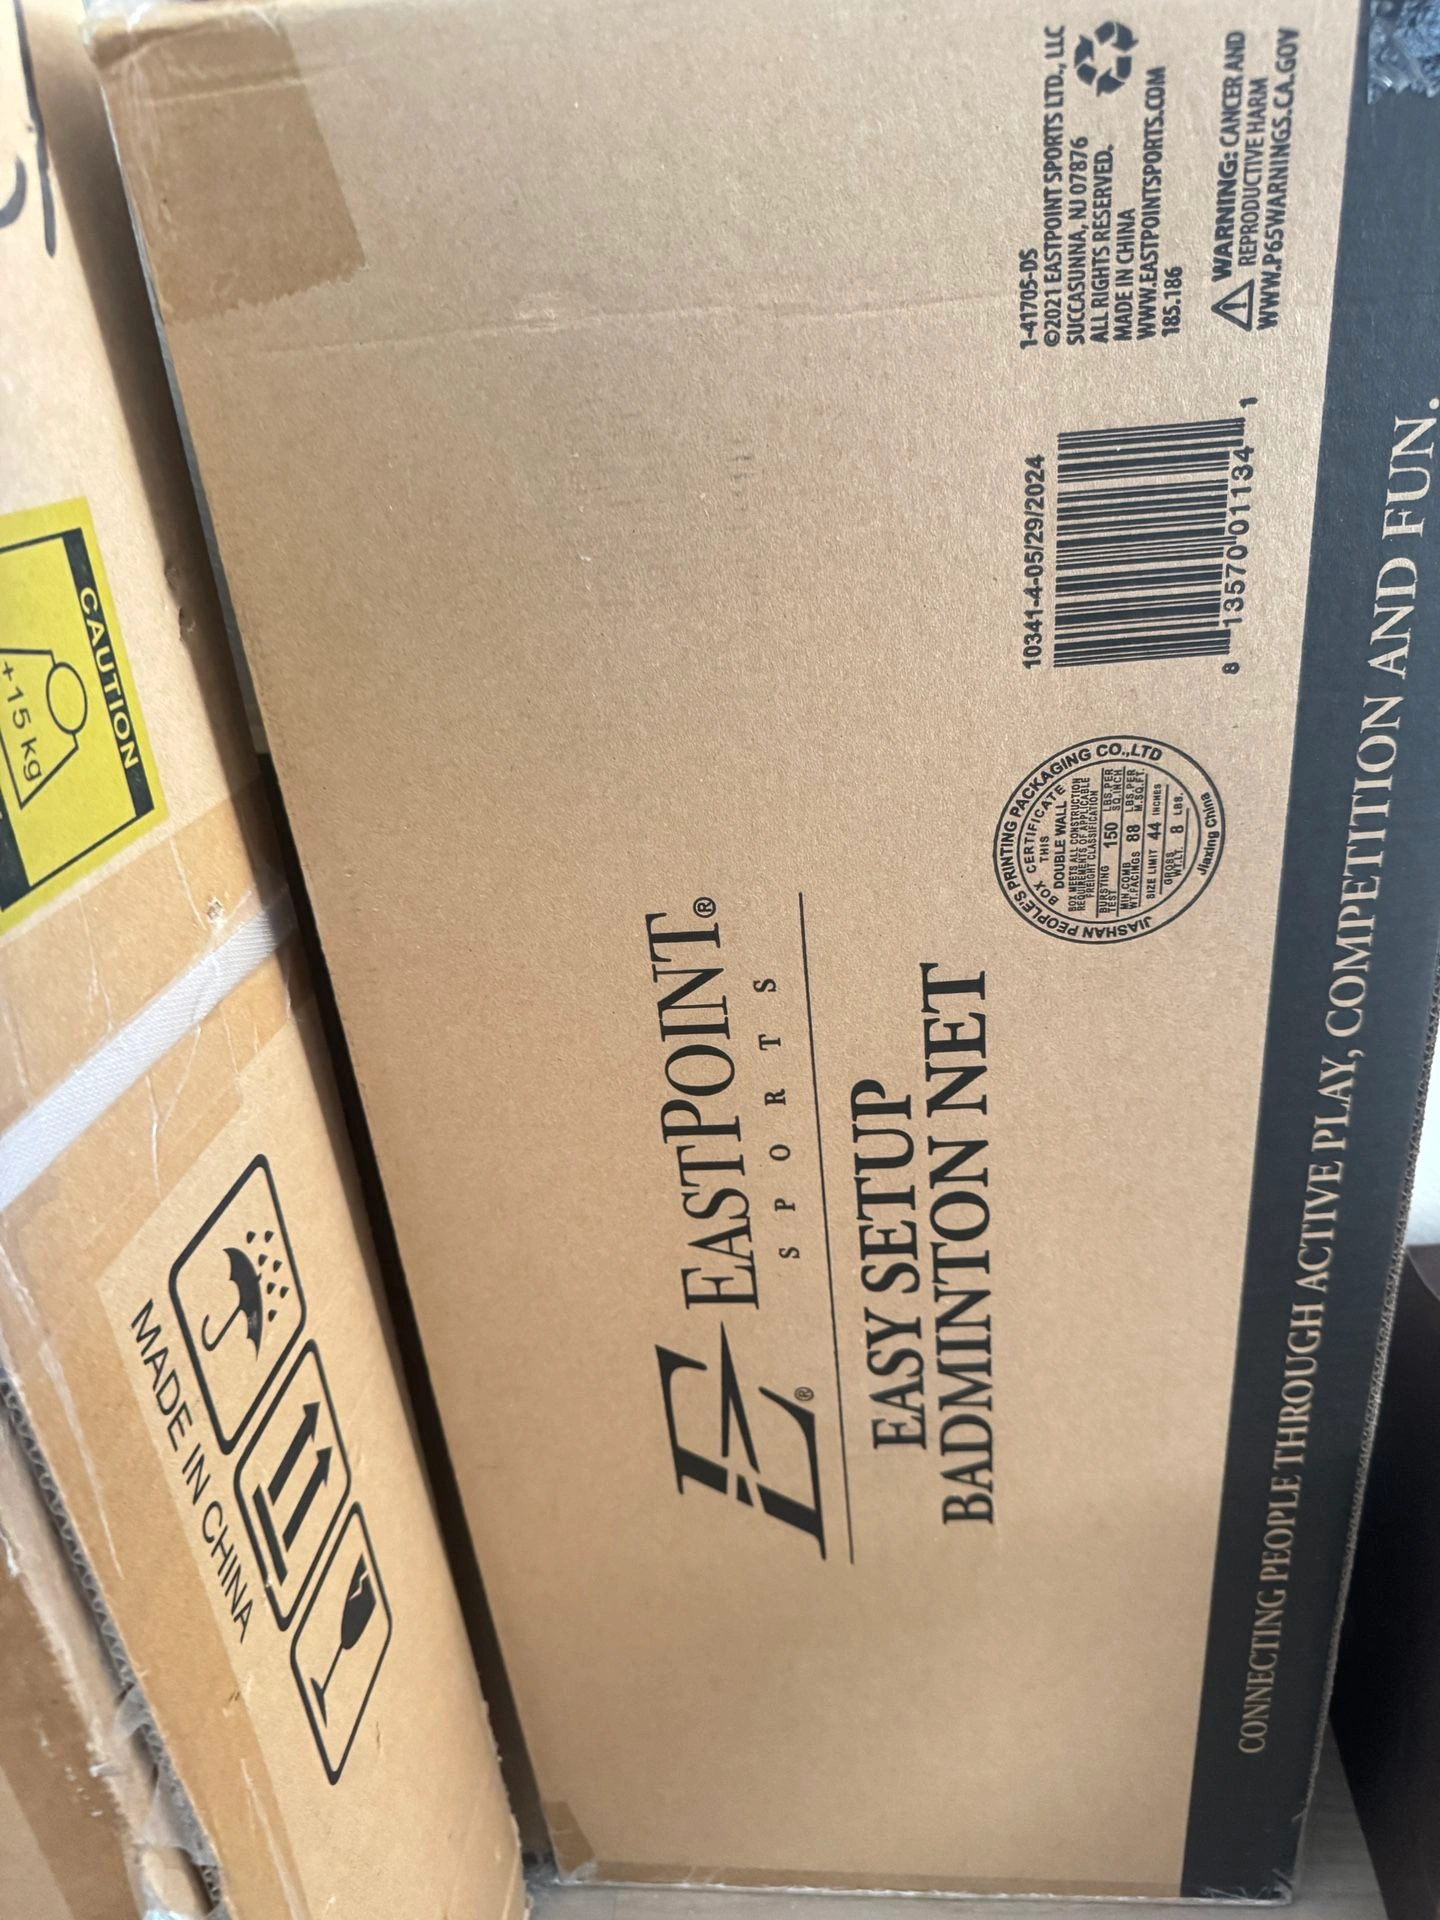 EASTPOINT®
SPORTS
®
EASY SETUP
BADMINTON NET
JIASHAN PEOPLE'S PRINTING PACKAGING CO.,LTD
BOX CERTIFICATE
THIS
DOUBLE WALL
BOX MEETS ALL CONSTRUCTION
REQUIREMENTS OF APPLICABLE
FREIGHT CLASSIFICATION
BURSTING TEST 150 LBS.PER SQ.INCH
MIN.COMB WT.FACINGS 88 LBS.PER M.SQ.FT.
SIZE LIMIT 44 INCHES
GROSS WT.LT. 8 LBS.
Jiaxing China
10341-4-05/29/2024
8 13570 01134 1
1-41705-DS
©2021 EASTPOINT SPORTS LTD., LLC
SUCCASUNNA, NJ 07876
ALL RIGHTS RESERVED.
MADE IN CHINA
WWW.EASTPOINTSPORTS.COM
185.186
WARNING: CANCER AND
REPRODUCTIVE HARM
WWW.P65WARNINGS.CA.GOV
CONNECTING PEOPLE THROUGH ACTIVE PLAY, COMPETITION AND FUN.
+15 kg
CAUTION
MADE IN CHINA